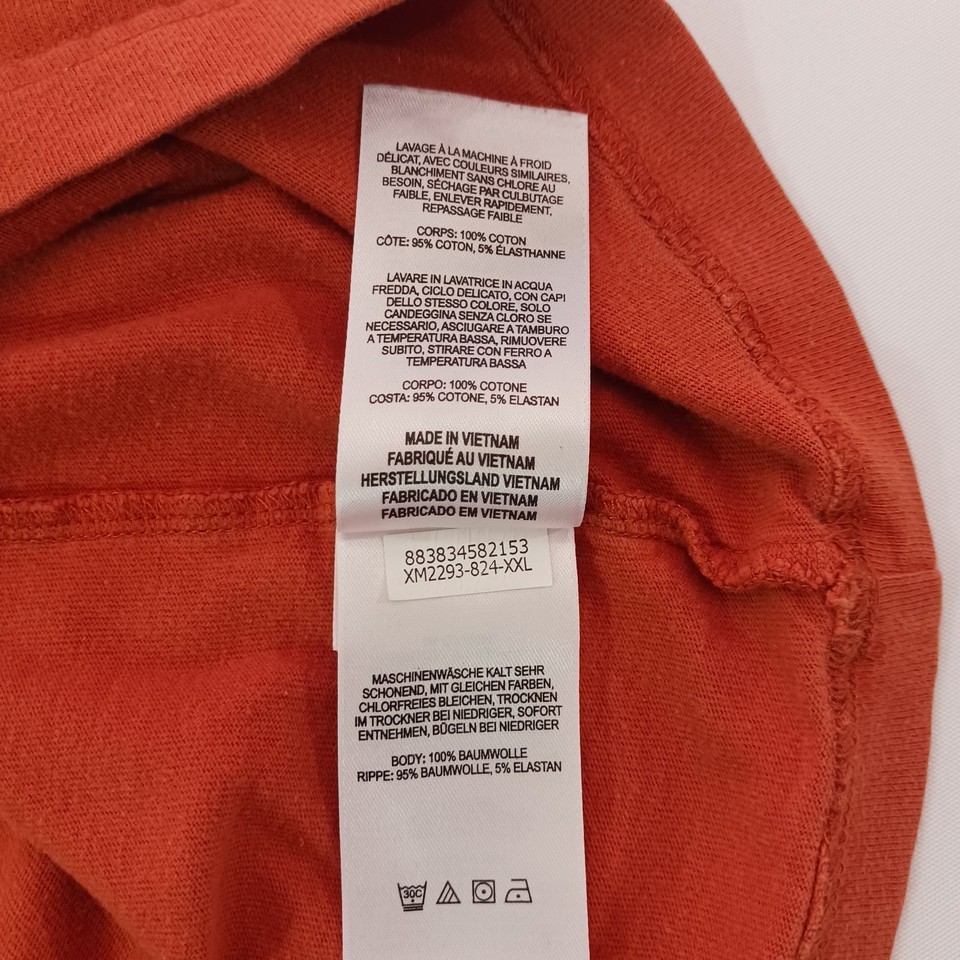 LAVAGE À LA MACHINE À FROID
DÉLICAT, AVEC COULEURS SIMILAIRES,
BLANCHIMENT SANS CHLORE AU
BESOIN, SÉCHAGE PAR CULBUTAGE
FAIBLE, ENLEVER RAPIDEMENT,
REPASSAGE FAIBLE
CORPS: 100% COTON
CÔTE: 95% COTON, 5% ÉLASTHANNE
LAVARE IN LAVATRICE IN ACQUA
FREDDA, CICLO DELICATO, CON CAPI
DELLO STESSO COLORE, SOLO
CANDEGGINA SENZA CLORO SE
NECESSARIO, ASCIUGARE A TAMBURO
A TEMPERATURA BASSA, RIMUOVERE
SUBITO, STIRARE CON FERRO A
TEMPERATURA BASSA
CORPO: 100% COTONE
COSTA: 95% COTONE, 5% ELASTAN
MADE IN VIETNAM
FABRIQUÉ AU VIETNAM
HERSTELLUNGSLAND VIETNAM
FABRICADO EN VIETNAM
FABRICADO EM VIETNAM
883834582153
XM2293-824-XXL
MASCHINENWÄSCHE KALT SEHR
SCHONEND, MIT GLEICHEN FARBEN,
CHLORFREIES BLEICHEN, TROCKNEN
IM TROCKNER BEI NIEDRIGER, SOFORT
ENTNEHMEN, BÜGELN BEI NIEDRIGER
BODY: 100% BAUMWOLLE
RIPPE: 95% BAUMWOLLE, 5% ELASTAN
30C